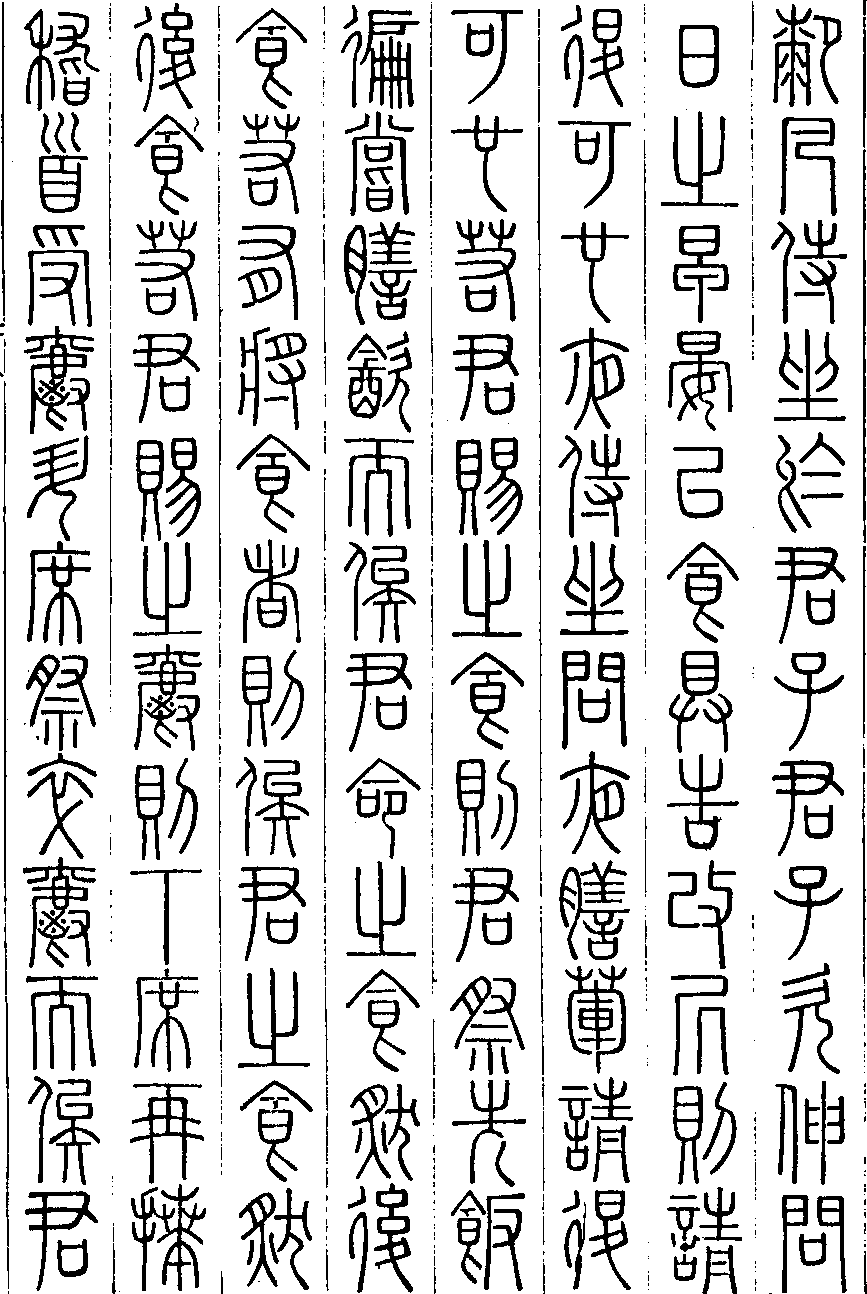 厀凡侍坐於君子君子欠伸問
日之早晏以食具告改居則請
退可也夜侍坐問夜膳葷請退
可也若君賜之食則君祭先飯
徧嘗膳飲而俟君命之食然後
食若有將食者則俟君之食然
後食若君賜之爵則下席再拜
稽首受爵升席祭卒爵而俟君